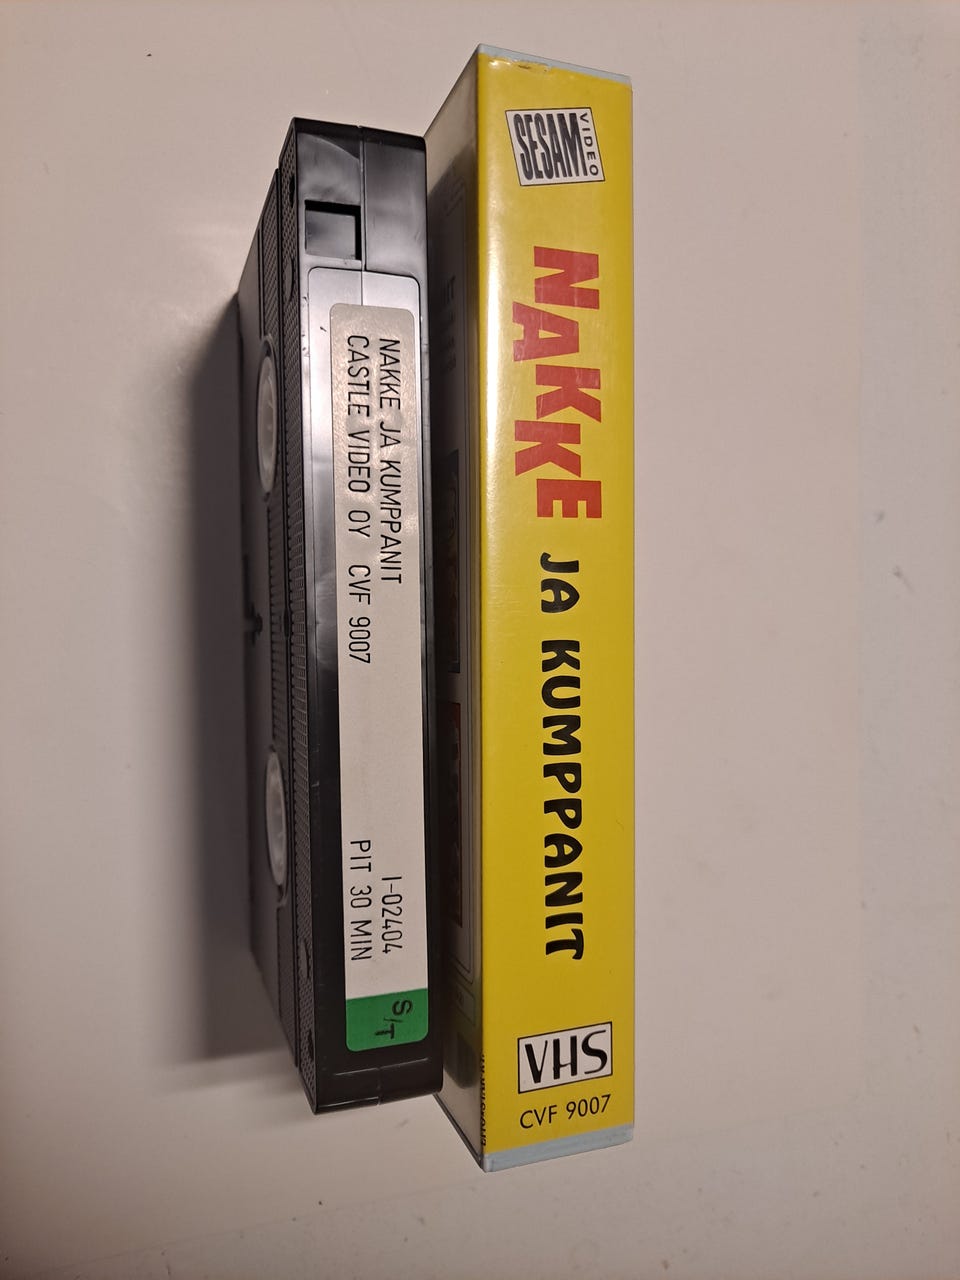 NAKKE JA KUMPPANIT
CASTLE VIDEO OY CVF 9007
I-02404
PIT 30 MIN
S/T
SESAM VIDEO
NAKKE JA KUMPPANIT
VHS
CVF 9007